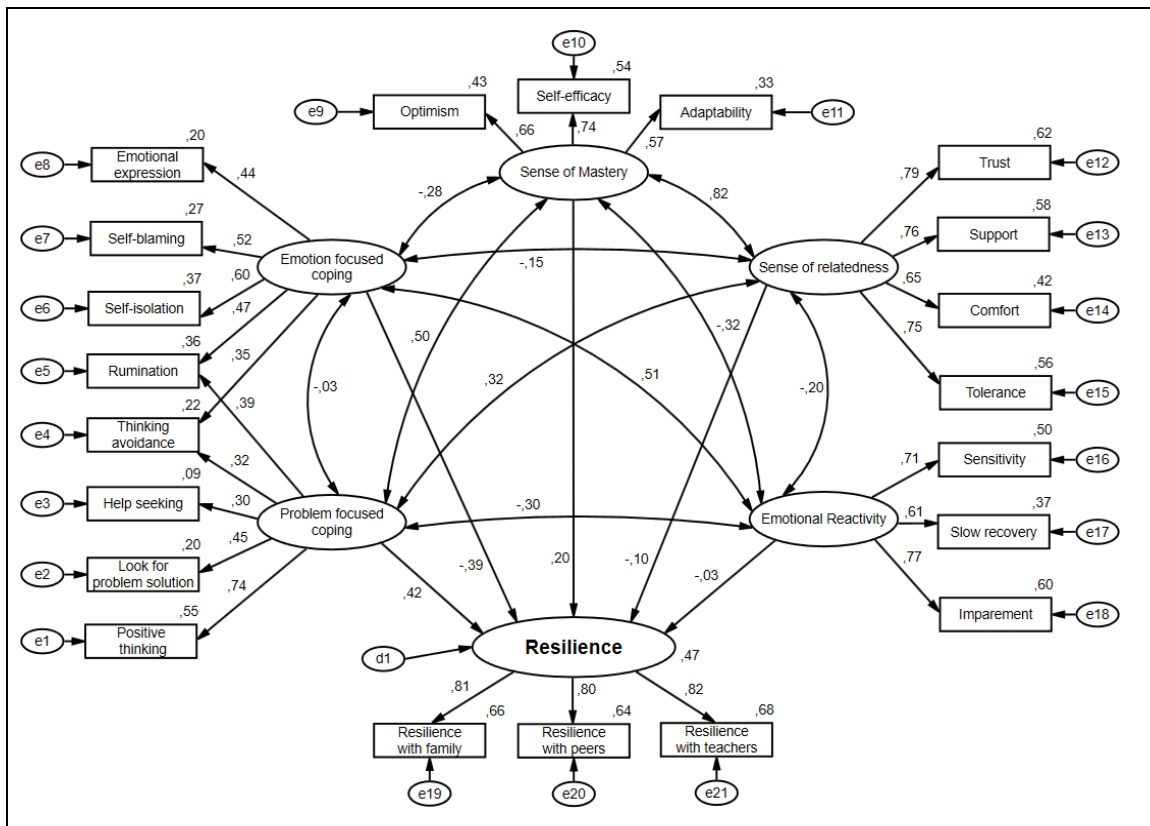 e10
,54
,43
,33
Self-efficacy
e9
Optimism
Adaptability
e11
,66
,74
,57
,20
,62
e8
Emotional
expression
Sense of Mastery
Trust
e12
,44
,79
-,28
,82
,27
,58
e7
Self-blaming
,52
,76
Support
e13
Emotion focused
coping
-,15
Sense of relatedness
,37
,60
,65
,42
e6
Self-isolation
,47
Comfort
e14
,36
,35
,50
-,32
,75
e5
Rumination
-,03
,32
,51
-,20
,56
,22
,39
Tolerance
e15
e4
Thinking
avoidance
,50
,32
,71
Sensitivity
e16
,09
e3
Help seeking
,30
Problem focused
coping
-,30
Emotional Reactivity
,61
,37
,20
,45
Slow recovery
e17
e2
Look for
problem solution
-,39
,20
-,10
-,03
,77
,74
,42
,55
,60
Imparement
e18
e1
Positive
thinking
Resilience
d1
,47
,81
,80
,82
,66
,64
,68
Resilience
with family
Resilience
with peers
Resilience
with teachers
e19
e20
e21